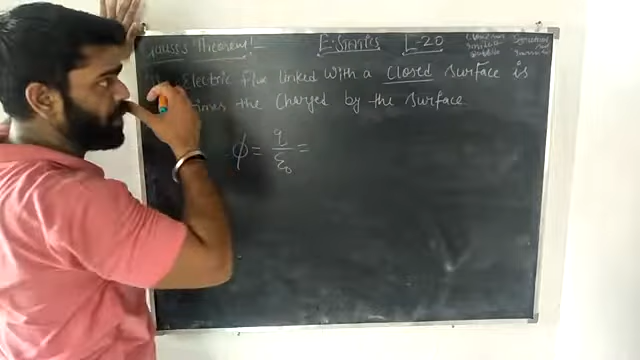 Gauss's Theorem:- E-Statics L-20
Electric flux linked with a Closed Surface is
times the Charged by the Surface
ϕ = q/ε₀ =